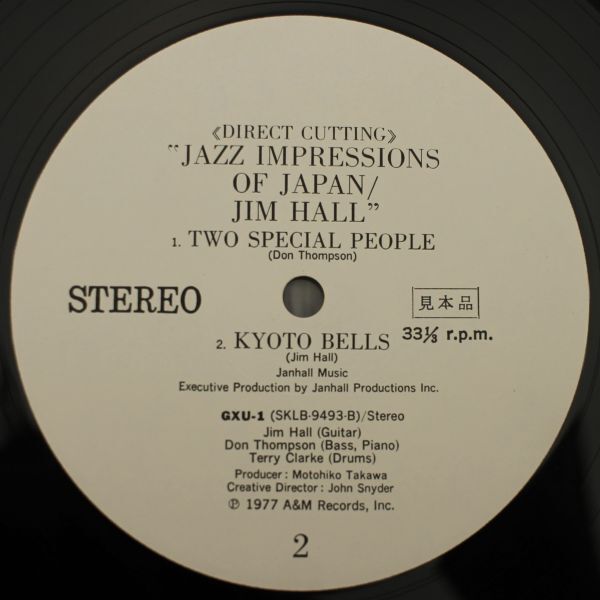 《DIRECT CUTTING》
"JAZZ IMPRESSIONS
OF JAPAN/
JIM HALL"
1. TWO SPECIAL PEOPLE
(Don Thompson)
STEREO
見本品
33⅓ r.p.m.
2. KYOTO BELLS
(Jim Hall)
Janhall Music
Executive Production by Janhall Productions Inc.
GXU-1 (SKLB-9493-B)/Stereo
Jim Hall (Guitar)
Don Thompson (Bass, Piano)
Terry Clarke (Drums)
Producer : Motohiko Takawa
Creative Director : John Snyder
℗ 1977 A&M Records, Inc.
2